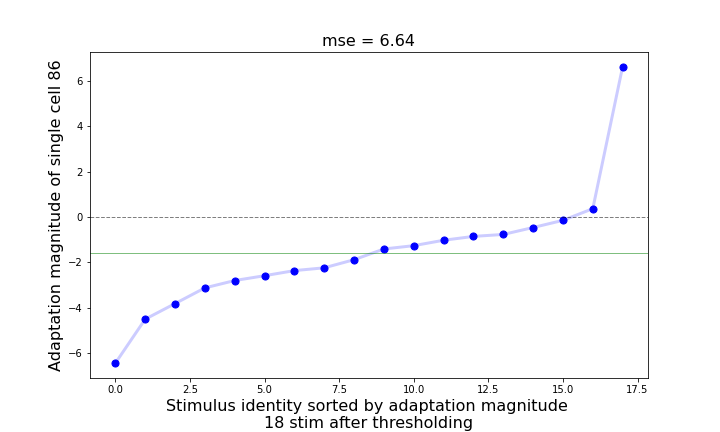 mse = 6.64
Adaptation magnitude of single cell 86
6
4
2
0
−2
−4
−6
0.0 2.5 5.0 7.5 10.0 12.5 15.0 17.5
Stimulus identity sorted by adaptation magnitude
18 stim after thresholding